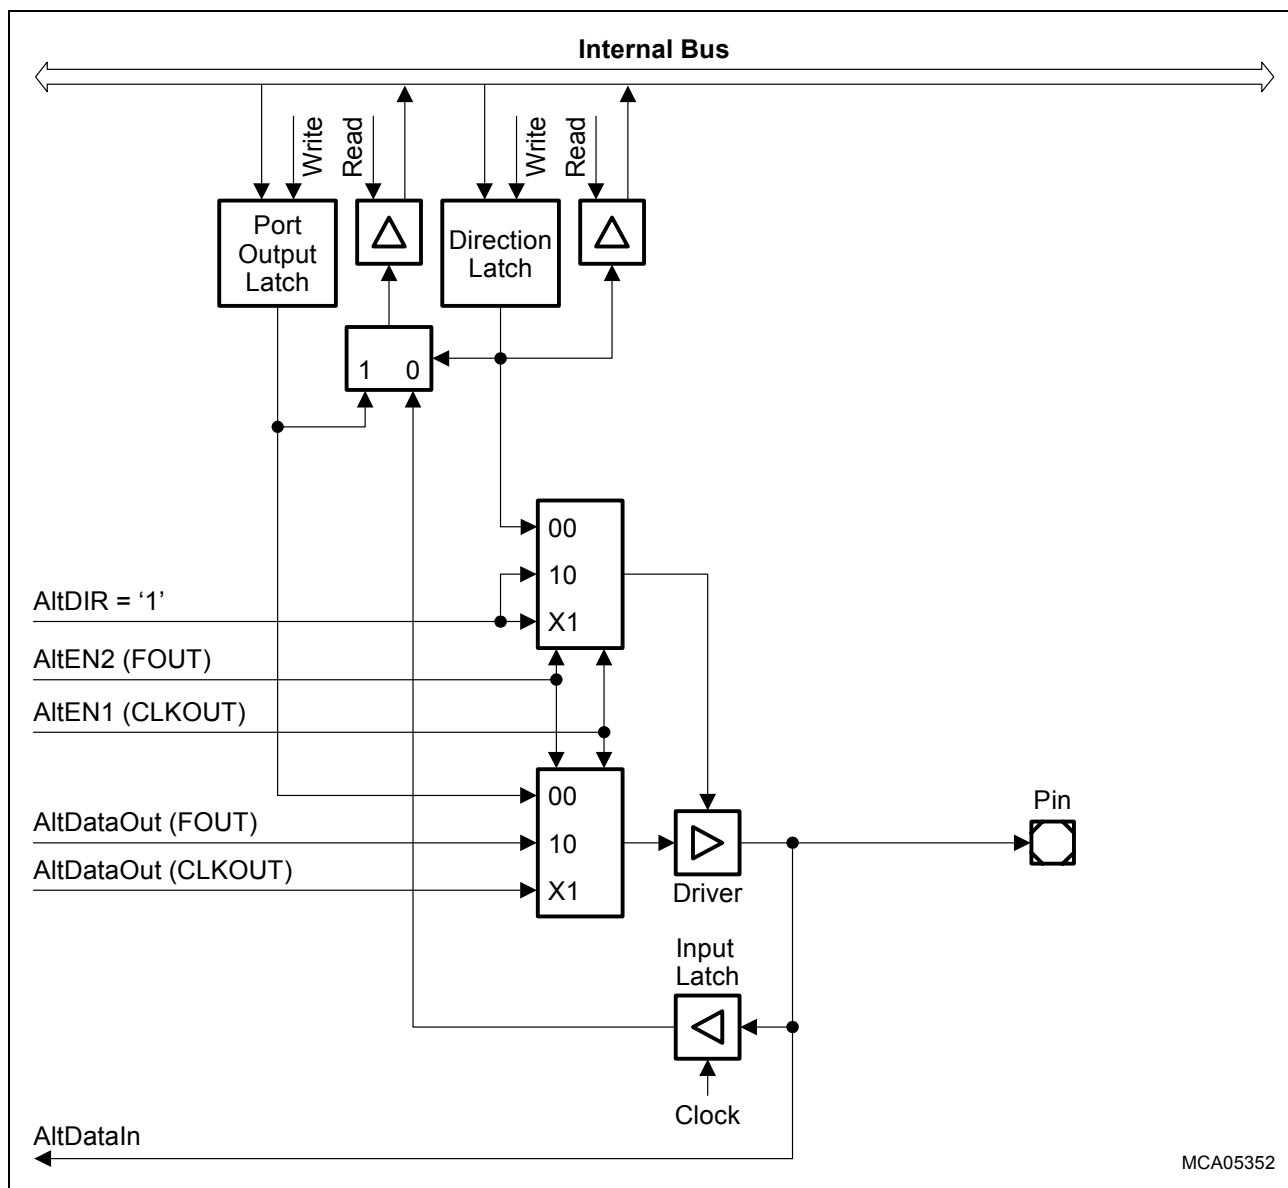 Internal Bus
Write
Read
Write
Read
Port
Output
Latch
Direction
Latch
1 0
00
10
X1
AltDIR = ‘1’
AltEN2 (FOUT)
AltEN1 (CLKOUT)
00
AltDataOut (FOUT)
10
AltDataOut (CLKOUT)
X1
Pin
Driver
Input
Latch
Clock
AltDataIn
MCA05352